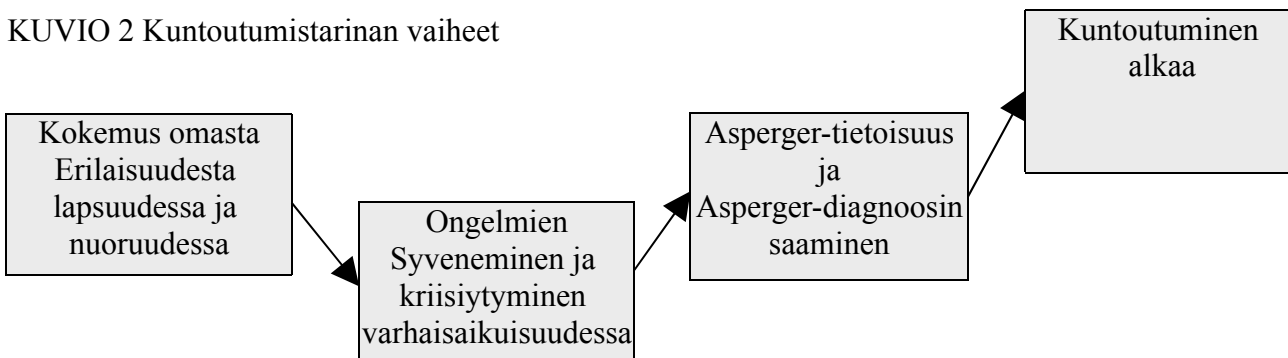 KUVIO 2 Kuntoutumistarinan vaiheet
Kokemus omasta
Erilaisuudesta
lapsuudessa ja
nuoruudessa
Ongelmien
Syveneminen ja
kriisiytyminen
varhaisaikuisuudessa
Asperger-tietoisuus
ja
Asperger-diagnoosin
saaminen
Kuntoutuminen
alkaa